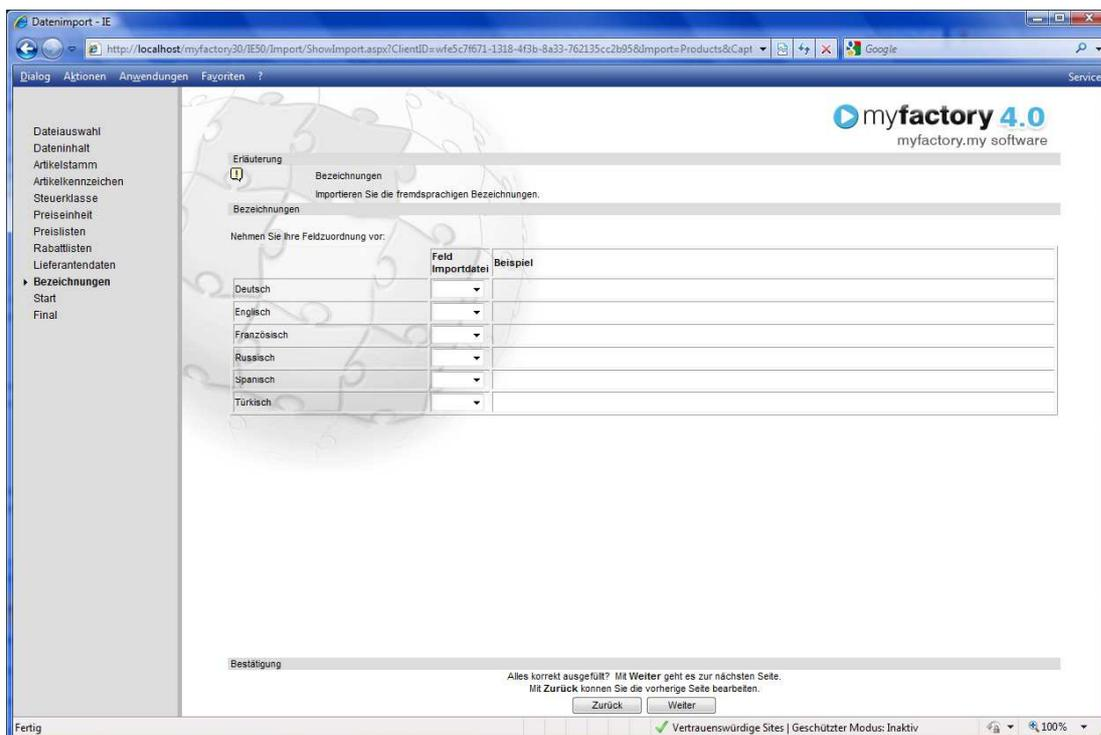 Datenimport - IE
http://localhost/myfactory30/IE50/Import/ShowImport.aspx?ClientID=wfe5c7f671-1318-4f3b-8a33-762135cc2b95&Import=Products&Capt
Google
Dialog Aktionen Anwendungen Favoriten ?
Service
Dateiauswahl
Dateninhalt
Artikelstamm
Artikelkennzeichen
Steuerklasse
Preiseinheit
Preislisten
Rabattlisten
Lieferantendaten
Bezeichnungen
Start
Final
myfactory 4.0
myfactory.my software
Erläuterung
Bezeichnungen
Importieren Sie die fremdsprachigen Bezeichnungen.
Bezeichnungen
Nehmen Sie Ihre Feldzuordnung vor:
Feld
Importdatei
Beispiel
Deutsch
Englisch
Französisch
Russisch
Spanisch
Türkisch
Bestätigung
Alles korrekt ausgefüllt? Mit Weiter geht es zur nächsten Seite.
Mit Zurück konnen Sie die vorherige Seite bearbeiten.
Zurück
Weiter
Fertig
Vertrauenswürdige Sites | Geschützter Modus: Inaktiv
100%